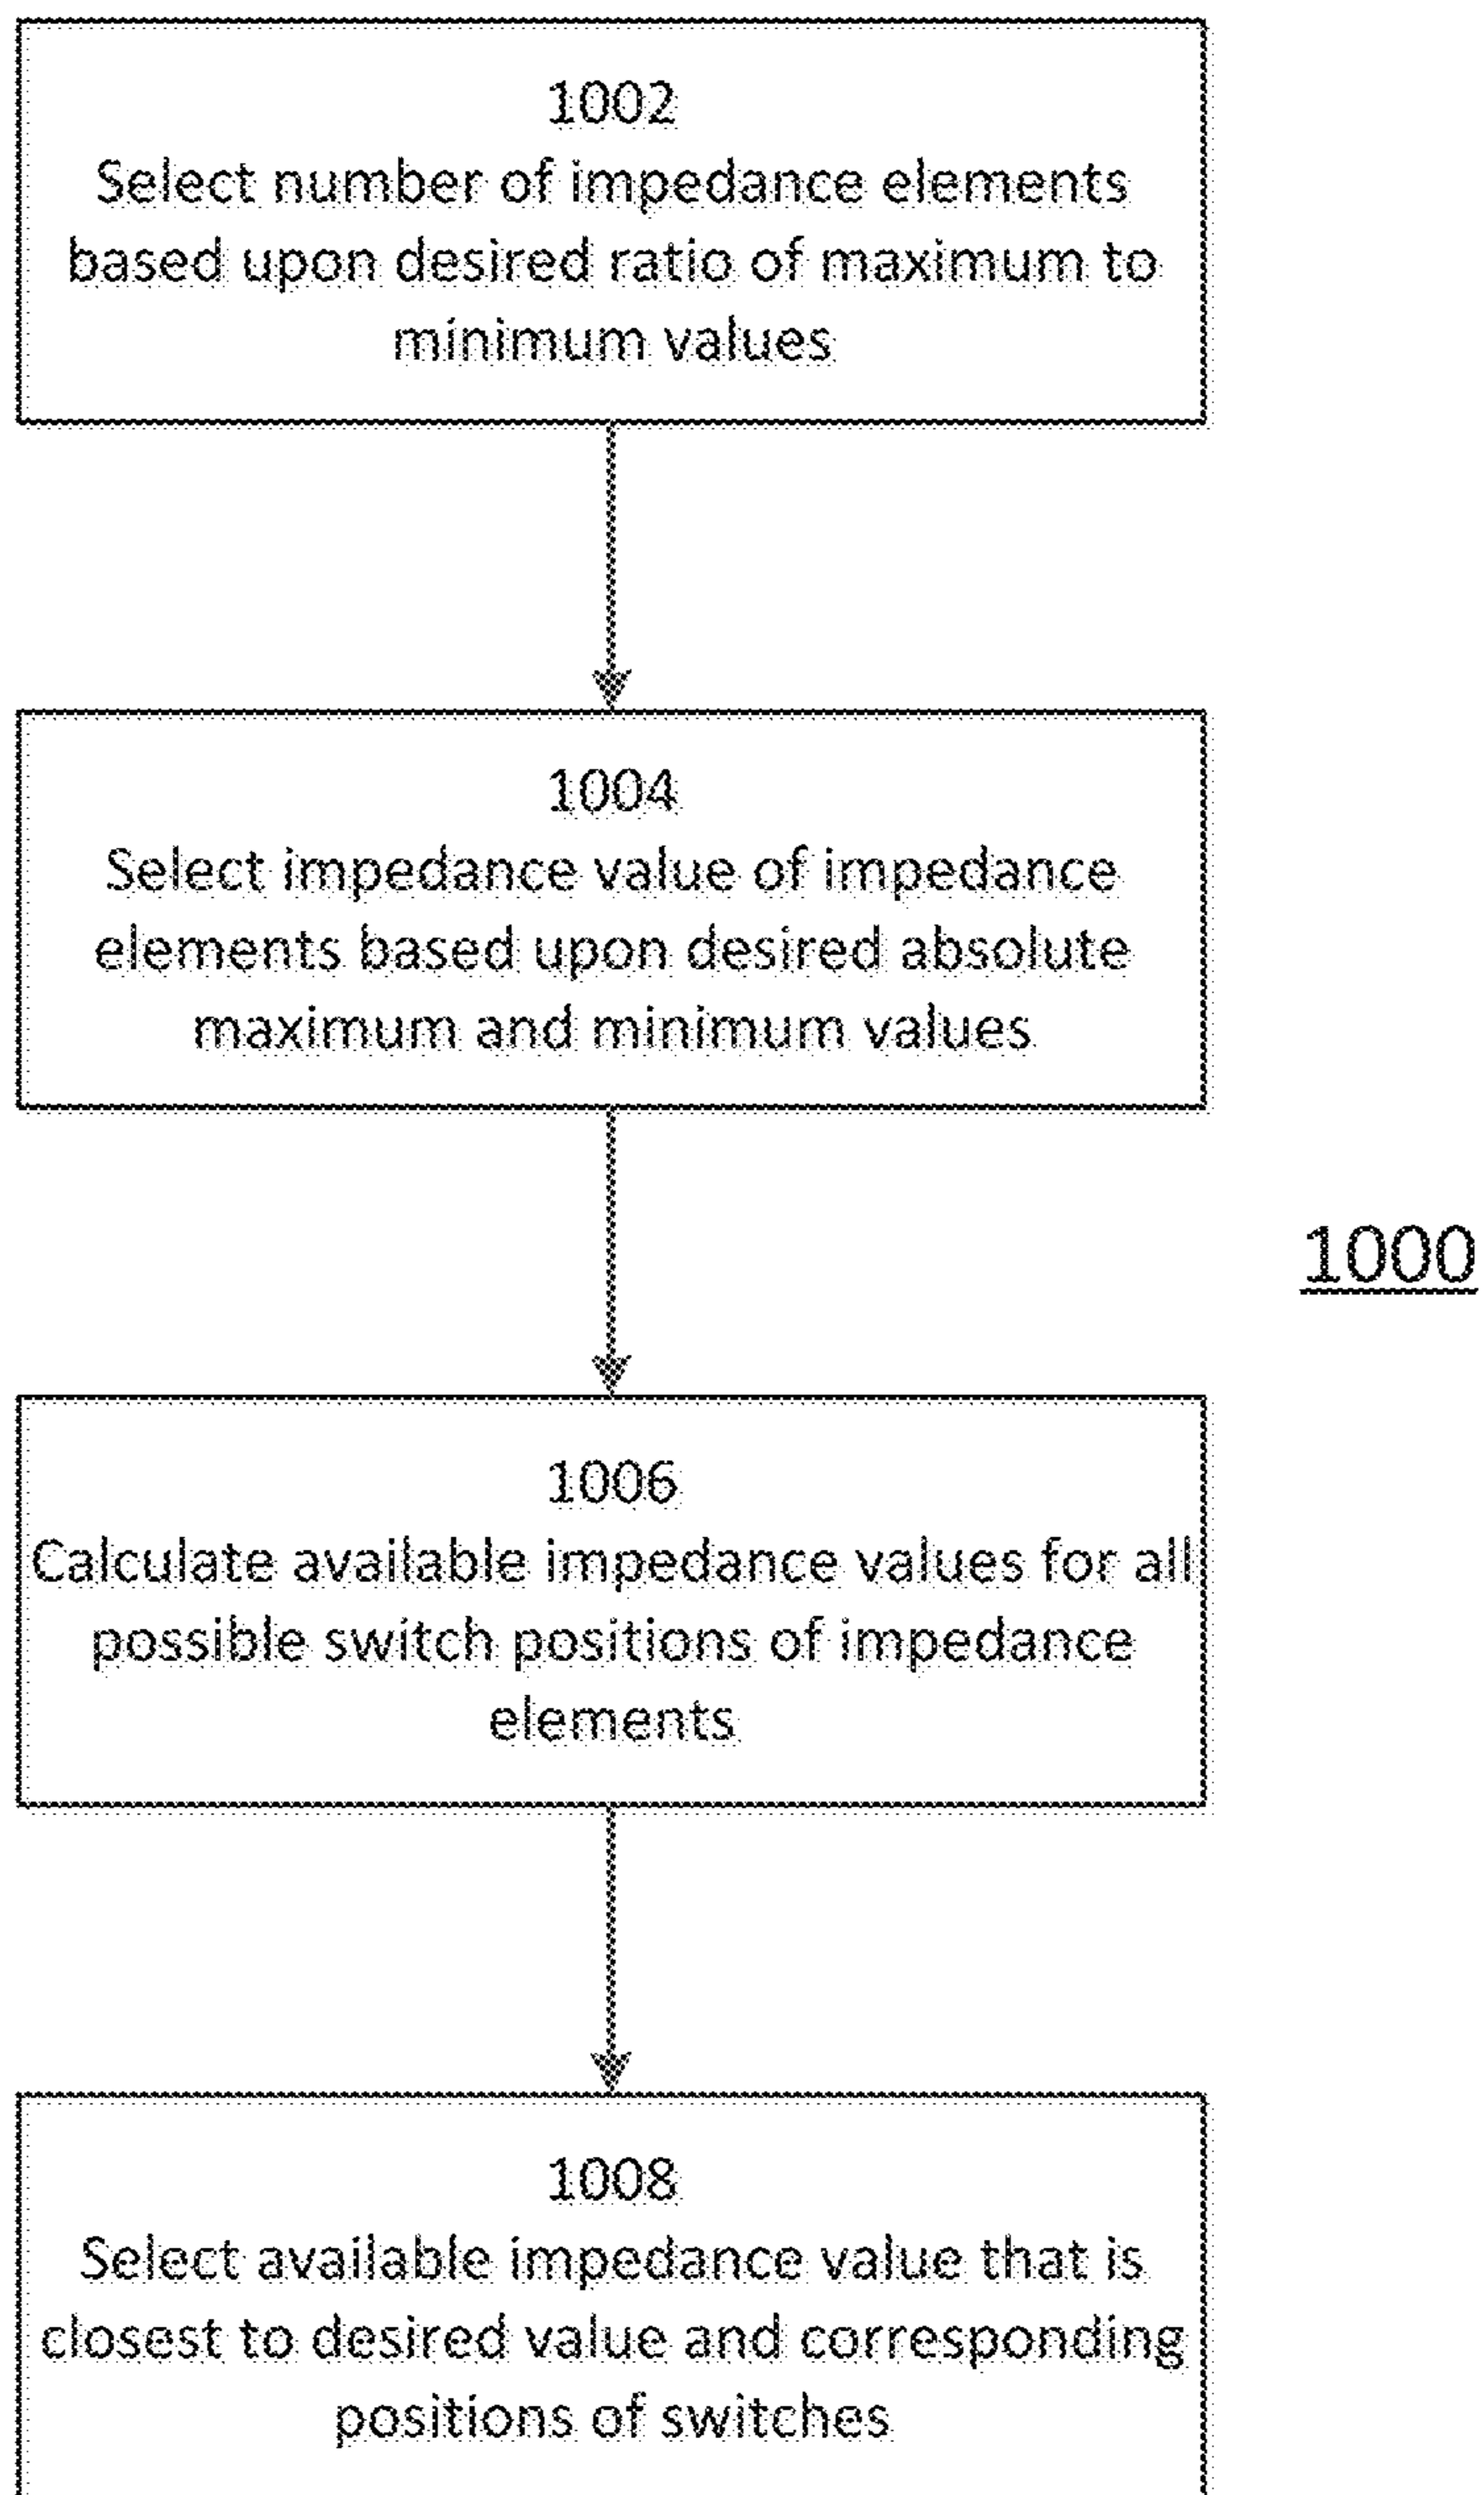 1002
Select number of impedance elements
based upon desired ratio of maximum to
minimum values
1004
Select impedance value of impedance
elements based upon desired absolute
maximum and minimum values
1000
1006
Calculate available impedance values for all
possible switch positions of impedance
elements
1008
Select available impedance value that is
closest to desired value and corresponding
positions of switches